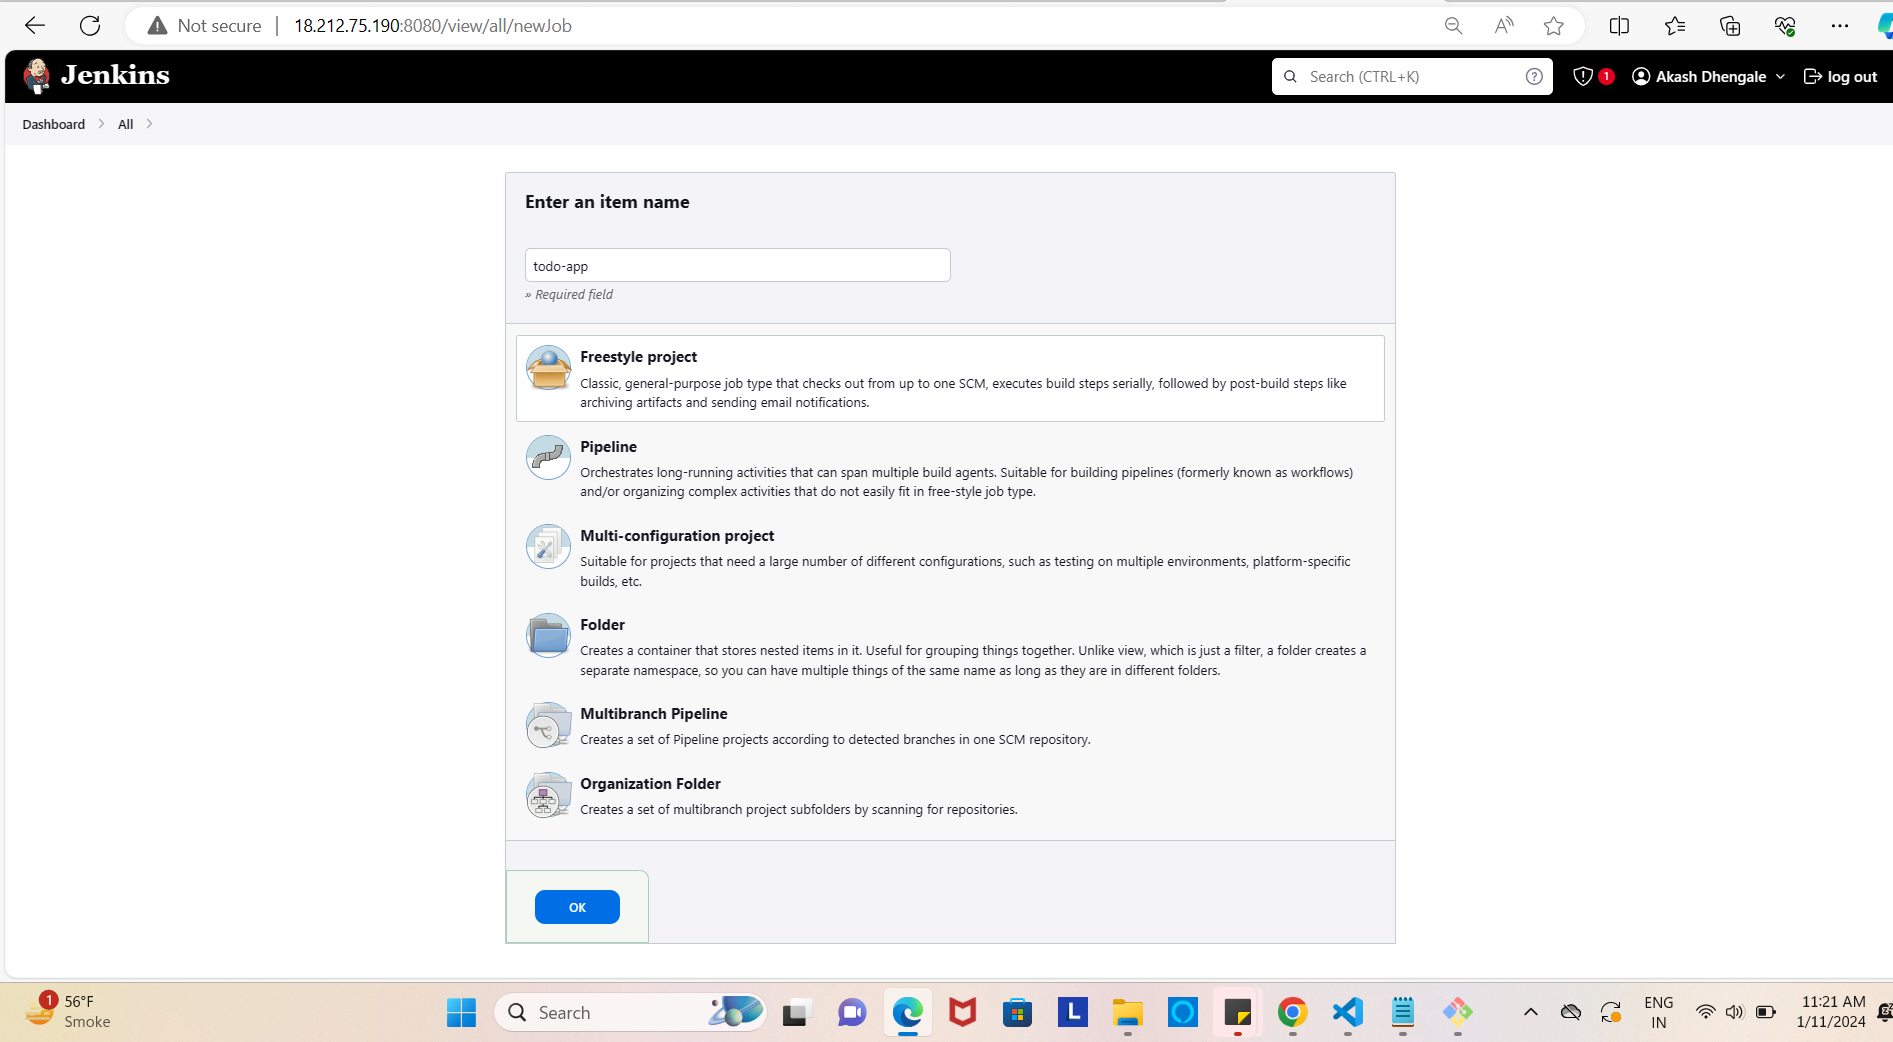 Not secure 18.212.75.190:8080/view/all/newJob
Jenkins
Search (CTRL+K)
1
Akash Dhengale
log out
Dashboard All
Enter an item name
todo-app
» Required field
Freestyle project
Classic, general-purpose job type that checks out from up to one SCM, executes build steps serially, followed by post-build steps like
archiving artifacts and sending email notifications.
Pipeline
Orchestrates long-running activities that can span multiple build agents. Suitable for building pipelines (formerly known as workflows)
and/or organizing complex activities that do not easily fit in free-style job type.
Multi-configuration project
Suitable for projects that need a large number of different configurations, such as testing on multiple environments, platform-specific
builds, etc.
Folder
Creates a container that stores nested items in it. Useful for grouping things together. Unlike view, which is just a filter, a folder creates a
separate namespace, so you can have multiple things of the same name as long as they are in different folders.
Multibranch Pipeline
Creates a set of Pipeline projects according to detected branches in one SCM repository.
Organization Folder
Creates a set of multibranch project subfolders by scanning for repositories.
OK
1
56°F
Smoke
Search
L
ENG
IN
11:21 AM
1/11/2024